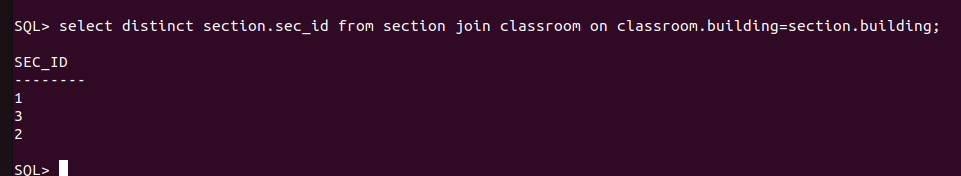 SQL> select distinct section.sec_id from section join classroom on classroom.building=section.building;
SEC_ID
--------
1
3
2
SQL>